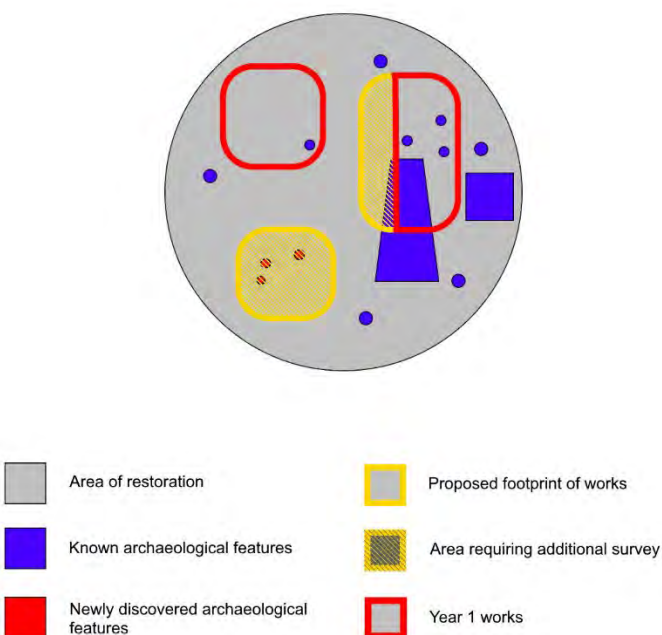 Area of restoration
Known archaeological features
Newly discovered archaeological
features
Proposed footprint of works
Area requiring additional survey
Year 1 works